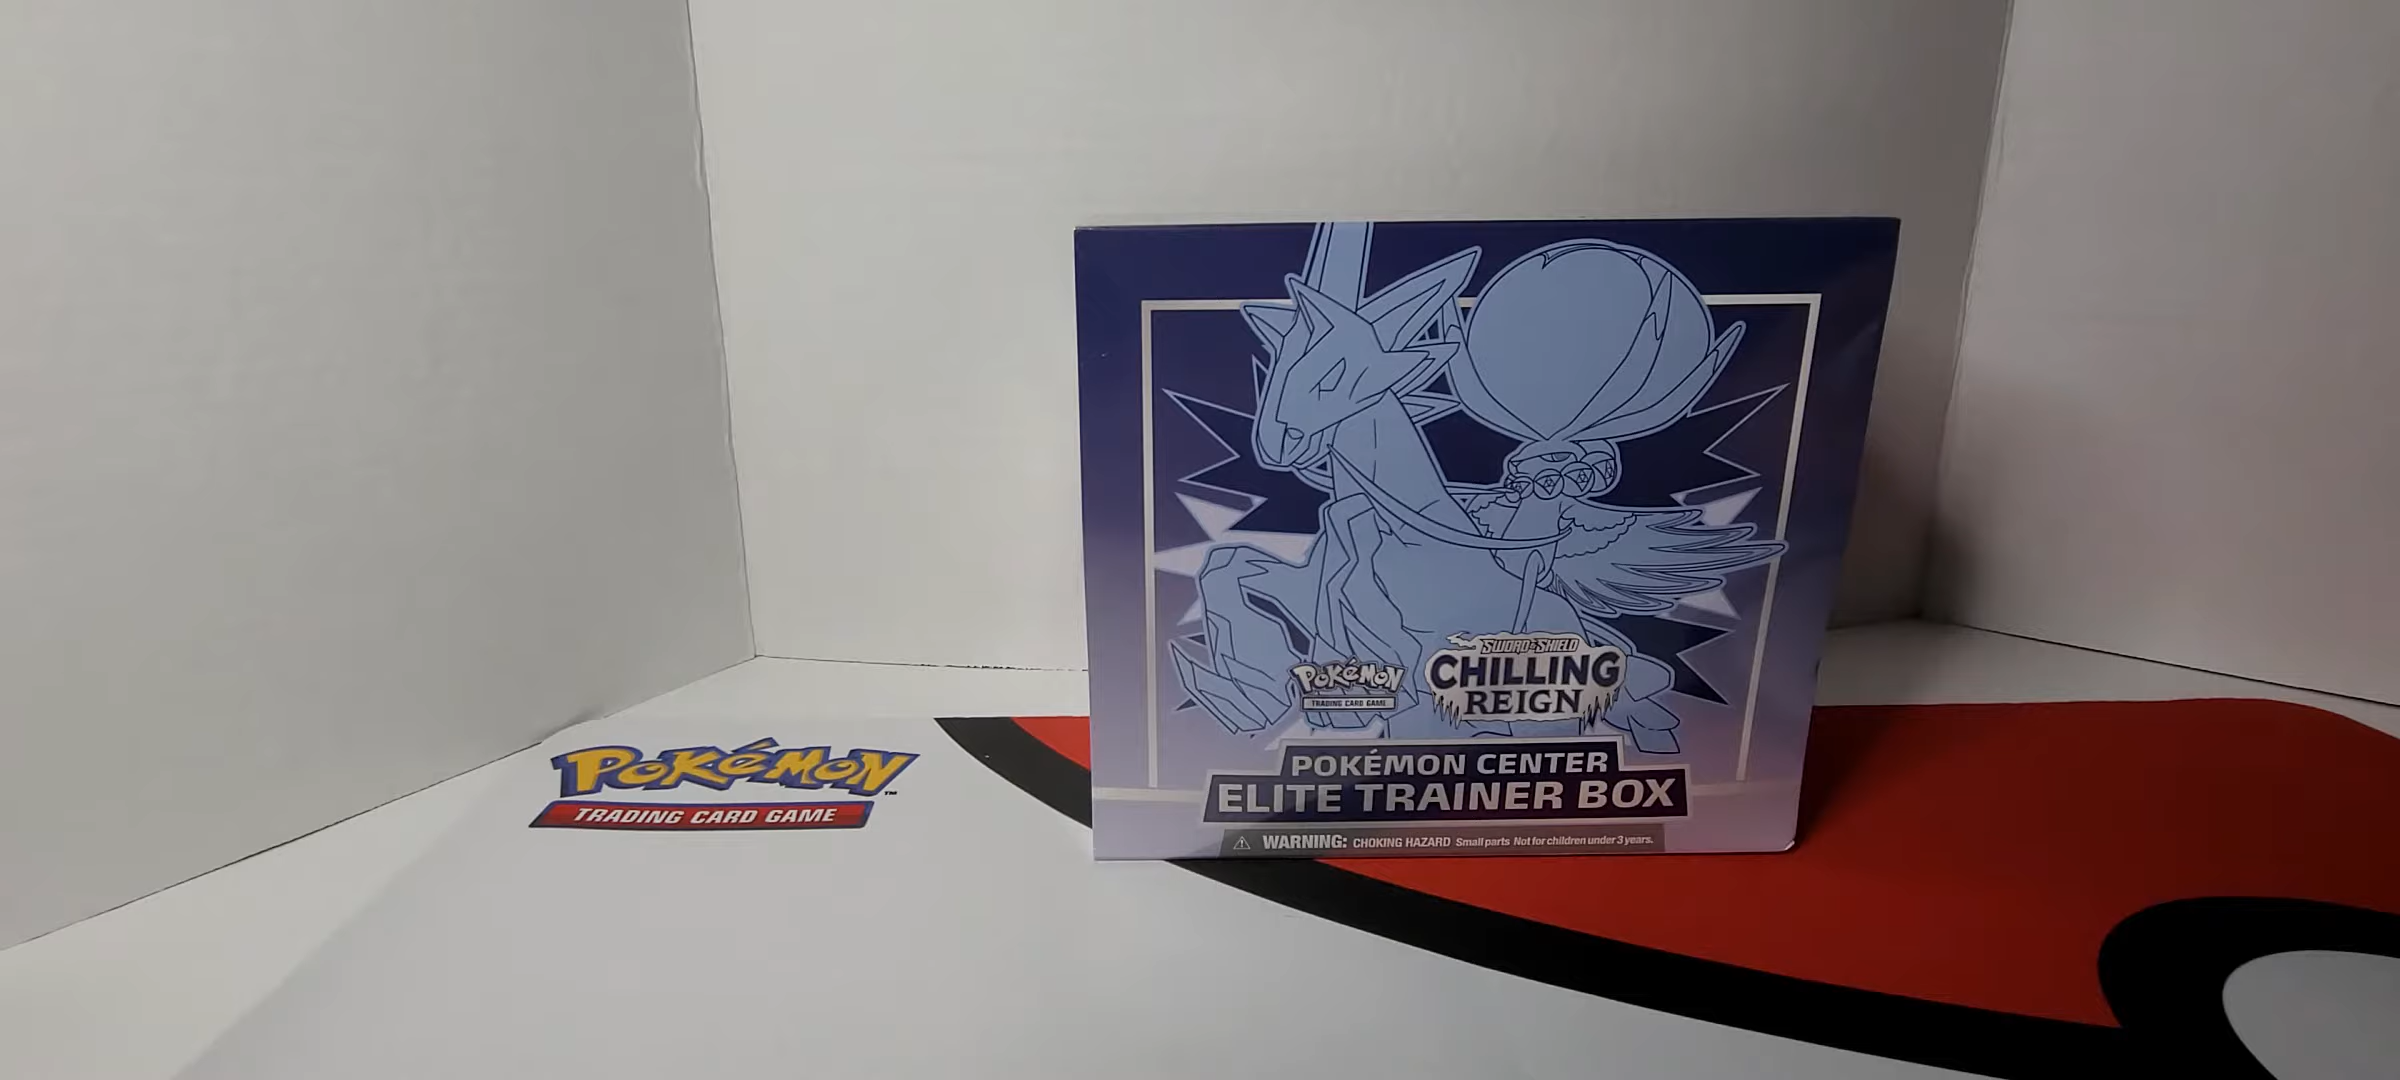 Pokémon
TRADING CARD GAME
Pokémon
TRADING CARD GAME
SWORD & SHIELD
CHILLING
REIGN
POKÉMON CENTER
ELITE TRAINER BOX
WARNING: CHOKING HAZARD Small parts Not for children under 3 years.